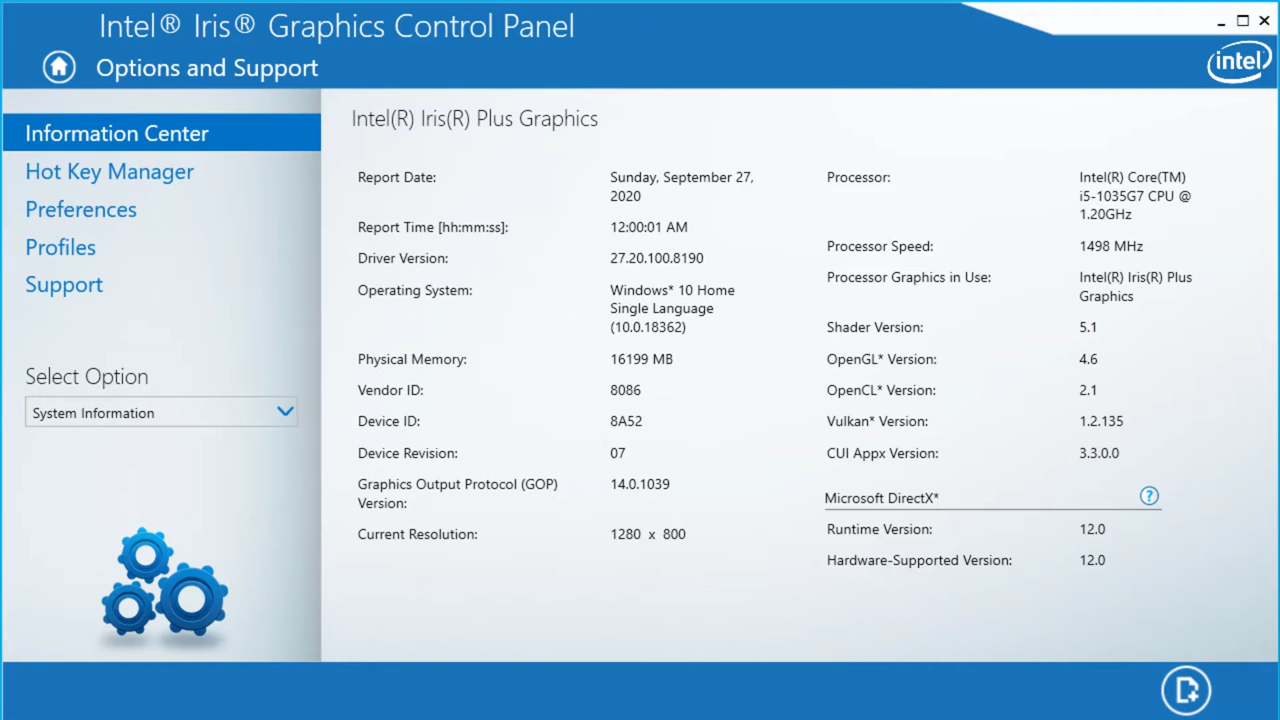 Intel® Iris® Graphics Control Panel
Options and Support
intel
Information Center
Hot Key Manager
Preferences
Profiles
Support
Select Option
System Information
Intel(R) Iris(R) Plus Graphics
Report Date:
Sunday, September 27,
2020
Report Time [hh:mm:ss]:
12:00:01 AM
Driver Version:
27.20.100.8190
Operating System:
Windows* 10 Home
Single Language
(10.0.18362)
Physical Memory:
16199 MB
Vendor ID:
8086
Device ID:
8A52
Device Revision:
07
Graphics Output Protocol (GOP)
Version:
14.0.1039
Current Resolution:
1280 x 800
Processor:
Intel(R) Core(TM)
i5-1035G7 CPU @
1.20GHz
Processor Speed:
1498 MHz
Processor Graphics in Use:
Intel(R) Iris(R) Plus
Graphics
Shader Version:
5.1
OpenGL* Version:
4.6
OpenCL* Version:
2.1
Vulkan* Version:
1.2.135
CUI Appx Version:
3.3.0.0
Microsoft DirectX*
?
Runtime Version:
12.0
Hardware-Supported Version:
12.0